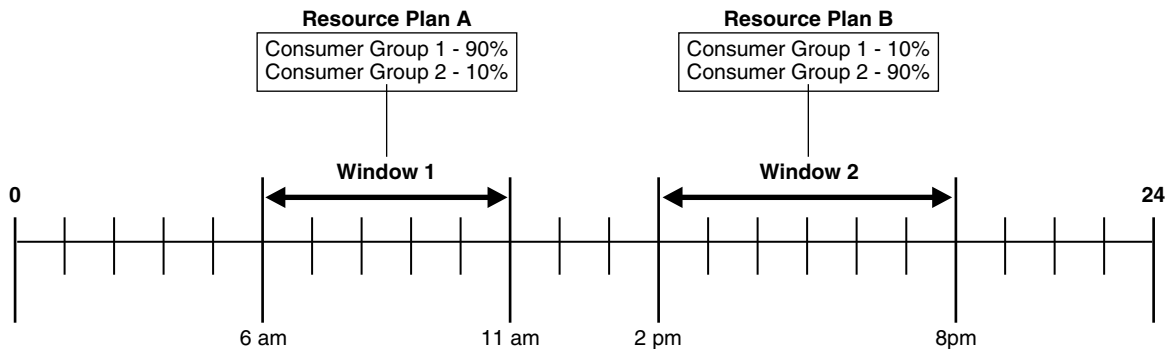 Resource Plan A
Consumer Group 1 - 90%
Consumer Group 2 - 10%
Resource Plan B
Consumer Group 1 - 10%
Consumer Group 2 - 90%
Window 1
Window 2
0
24
6 am
11 am
2 pm
8pm